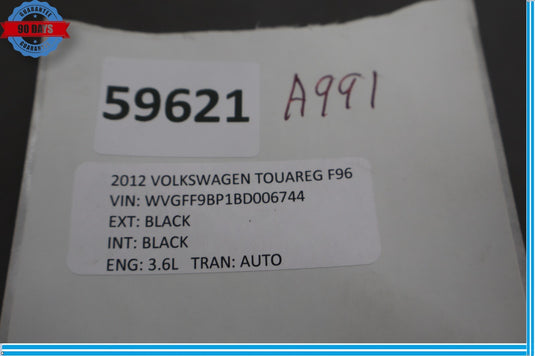 GUARANTEE
90 DAYS
GUARANTEE
59621 A991
2012 VOLKSWAGEN TOUAREG F96
VIN: WVGFF9BP1BD006744
EXT: BLACK
INT: BLACK
ENG: 3.6L TRAN: AUTO